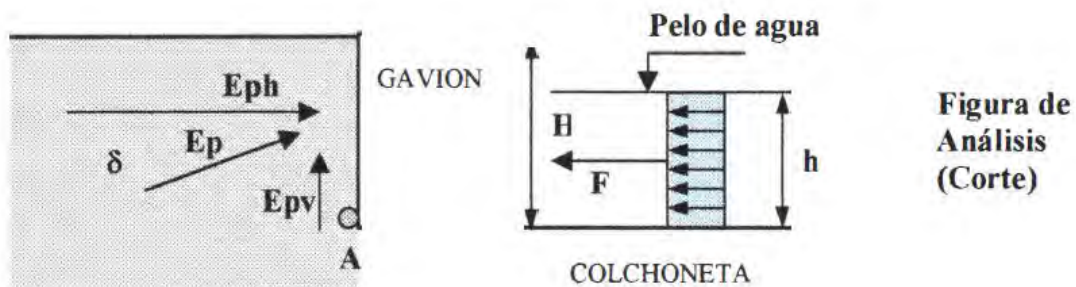 Pelo de agua
GAVION
Eph
Ep
δ
Epv
A
H
F
h
COLCHONETA
Figura de
Análisis
(Corte)